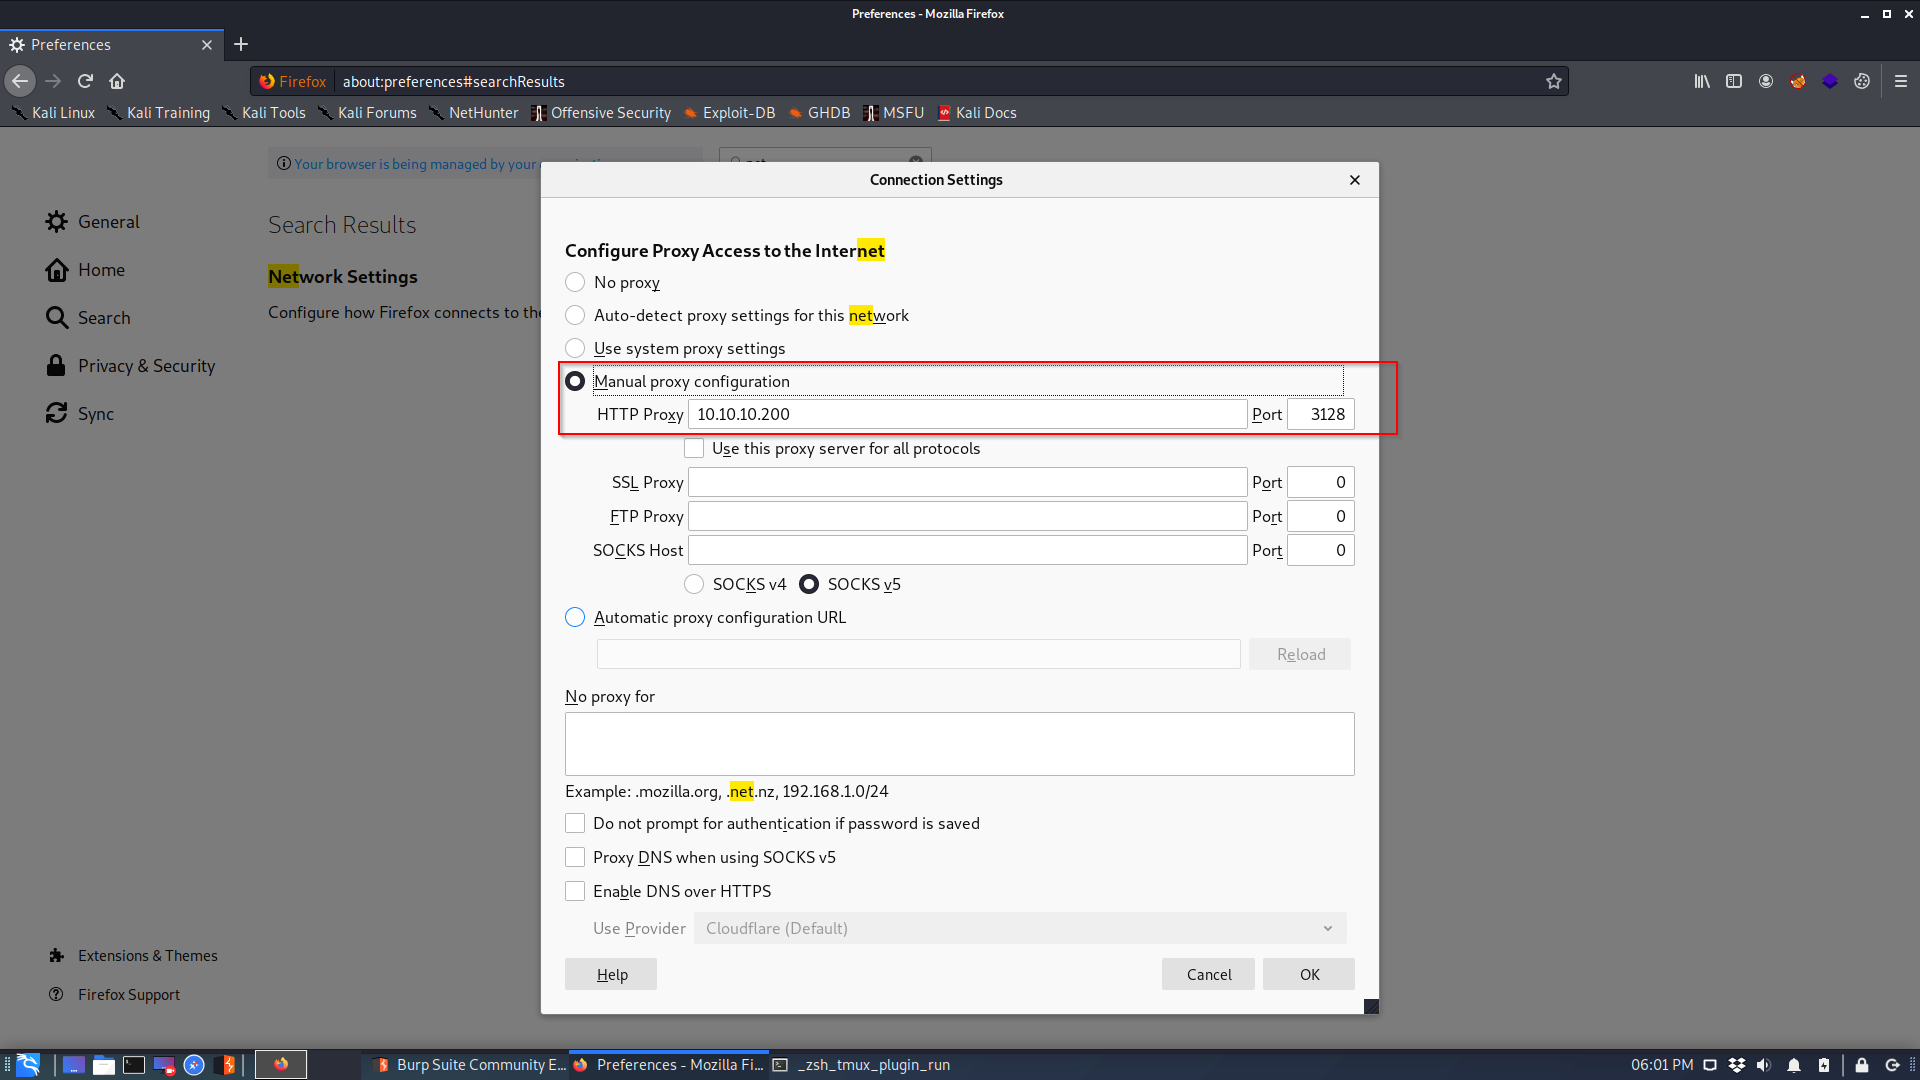 Preferences - Mozilla Firefox
Preferences
Firefox about:preferences#searchResults
Kali Linux Kali Training Kali Tools Kali Forums NetHunter Offensive Security Exploit-DB GHDB MSFU Kali Docs
Your browser is being managed by your
Connection Settings
General
Home
Search
Privacy & Security
Sync
Search Results
Network Settings
Configure how Firefox connects to the
Configure Proxy Access to the Internet
No proxy
Auto-detect proxy settings for this network
Use system proxy settings
Manual proxy configuration
HTTP Proxy 10.10.10.200 Port 3128
Use this proxy server for all protocols
SSL Proxy Port 0
FTP Proxy Port 0
SOCKS Host Port 0
SOCKS v4 SOCKS v5
Automatic proxy configuration URL
Reload
No proxy for
Example: .mozilla.org, .net.nz, 192.168.1.0/24
Do not prompt for authentication if password is saved
Proxy DNS when using SOCKS v5
Enable DNS over HTTPS
Use Provider Cloudflare (Default)
Help Cancel OK
Extensions & Themes
Firefox Support
Burp Suite Community E... Preferences - Mozilla Fi... _zsh_tmux_plugin_run 06:01 PM